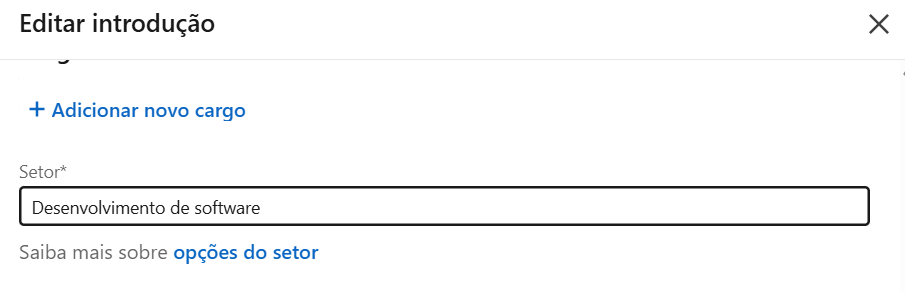 Editar introdução
+ Adicionar novo cargo
Setor*
Desenvolvimento de software
Saiba mais sobre opções do setor